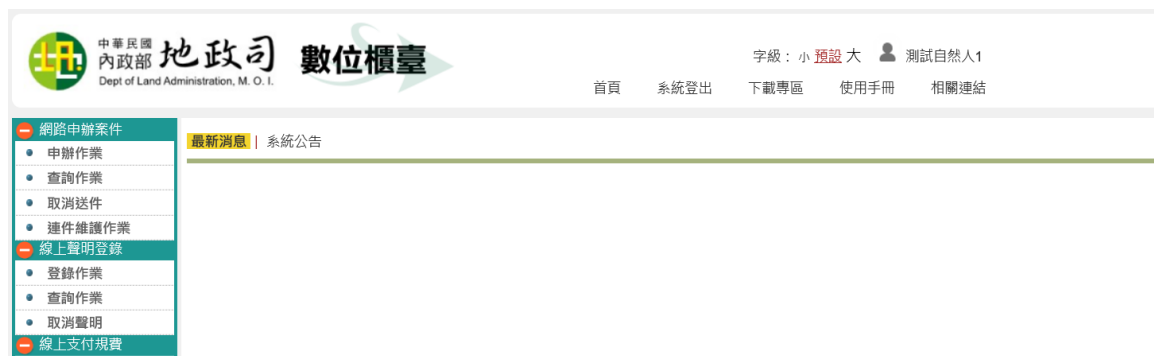 中華民國
內政部 地政司 數位櫃臺
Dept of Land Administration, M. O. I.
字級： 小 預設 大 測試自然人1
首頁 系統登出 下載專區 使用手冊 相關連結
網路申辦案件
申辦作業
查詢作業
取消送件
連件維護作業
線上聲明登錄
登錄作業
查詢作業
取消聲明
線上支付規費
最新消息 | 系統公告